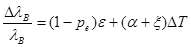 Δλ_B / λ_B = (1 − p_e)ε + (α + ξ)ΔT